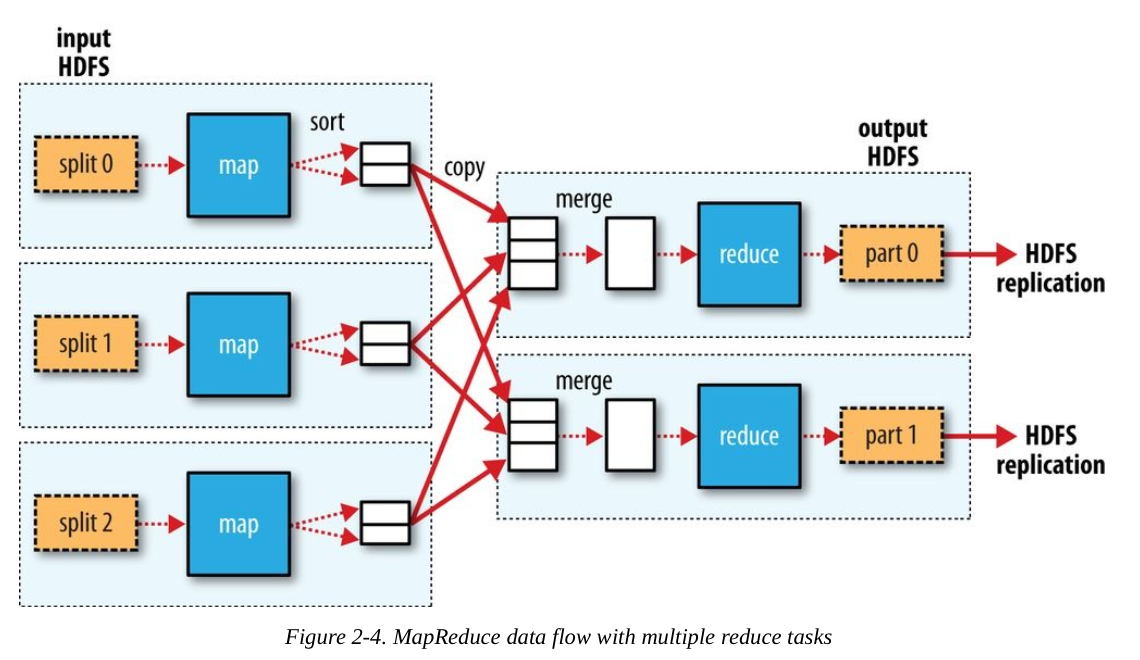 input
HDFS
split 0
map
sort
copy
split 1
map
split 2
map
output
HDFS
merge
reduce
part 0
HDFS
replication
merge
reduce
part 1
HDFS
replication
Figure 2-4. MapReduce data flow with multiple reduce tasks